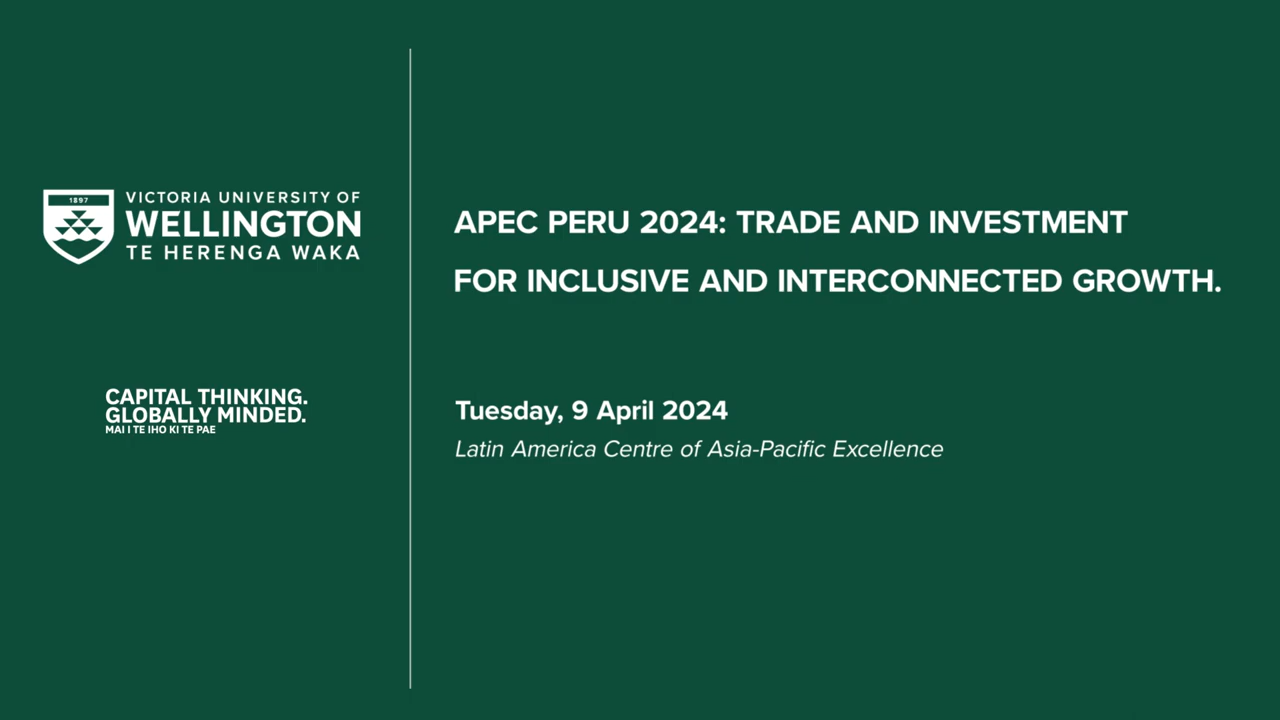 1897
VICTORIA UNIVERSITY OF
WELLINGTON
TE HERENGA WAKA
CAPITAL THINKING.
GLOBALLY MINDED.
MAI I TE IHO KI TE PAE
APEC PERU 2024: TRADE AND INVESTMENT
FOR INCLUSIVE AND INTERCONNECTED GROWTH.
Tuesday, 9 April 2024
Latin America Centre of Asia-Pacific Excellence